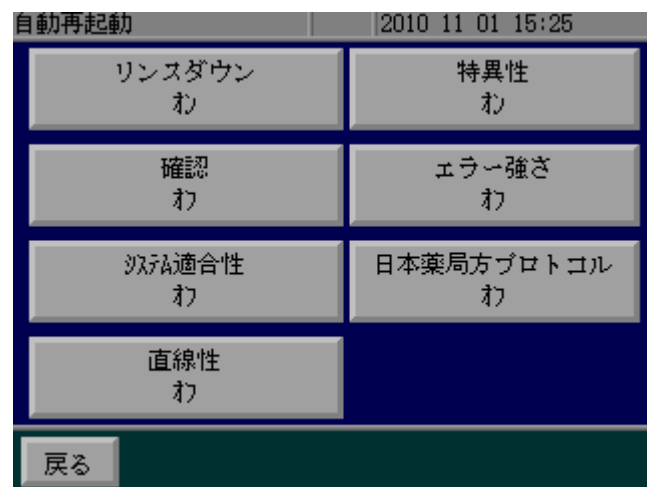 自動再起動 2010 11 01 15:25
リンスダウン 特異性
ｵﾝ ｵﾝ
確認 エラー強さ
ｵﾌ ｵﾌ
ｼｽﾃﾑ適合性 日本薬局方プロトコル
ｵﾌ ｵﾌ
直線性
ｵﾌ
戻る